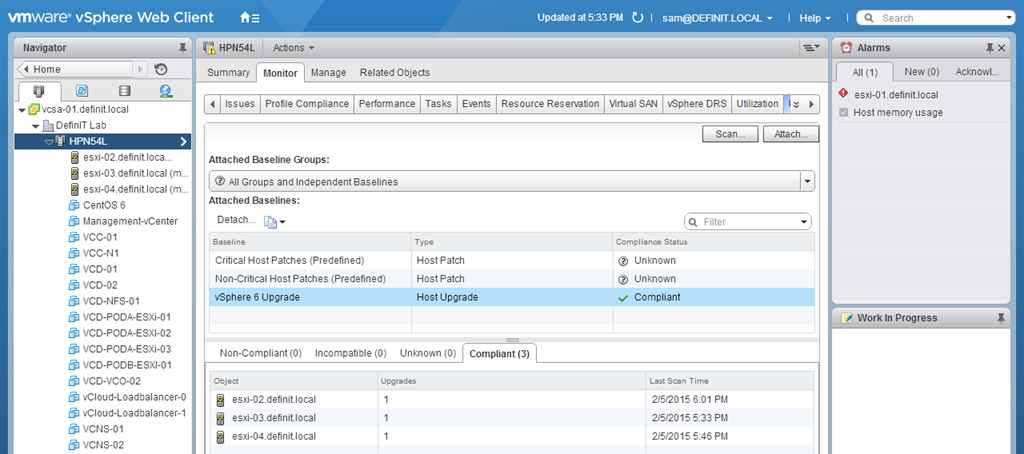 vmware® vSphere Web Client
Updated at 5:33 PM
sam@DEFINIT.LOCAL
Help
Search
Navigator
Home
vcsa-01.definit.local
DefinIT Lab
HPN54L
esxi-02.definit.loca...
esxi-03.definit.local (m...
esxi-04.definit.local (m...
CentOS 6
Management-vCenter
VCC-01
VCC-N1
VCD-01
VCD-02
VCD-NFS-01
VCD-PODA-ESXi-01
VCD-PODA-ESXi-02
VCD-PODA-ESXi-03
VCD-PODB-ESXI-01
VCD-VCO-02
vCloud-Loadbalancer-0
vCloud-Loadbalancer-1
VCNS-01
VCNS-02
HPN54L Actions
Summary Monitor Manage Related Objects
Issues Profile Compliance Performance Tasks Events Resource Reservation Virtual SAN vSphere DRS Utilization
Scan... Attach...
Attached Baseline Groups:
All Groups and Independent Baselines
Attached Baselines:
Detach... Filter
Baseline Type Compliance Status
Critical Host Patches (Predefined) Host Patch Unknown
Non-Critical Host Patches (Predefined) Host Patch Unknown
vSphere 6 Upgrade Host Upgrade Compliant
Non-Compliant (0) Incompatible (0) Unknown (0) Compliant (3)
Object Upgrades Last Scan Time
esxi-02.definit.local 1 2/5/2015 6:01 PM
esxi-03.definit.local 1 2/5/2015 5:33 PM
esxi-04.definit.local 1 2/5/2015 5:46 PM
Alarms
All (1) New (0) Acknowl...
esxi-01.definit.local
Host memory usage
Work In Progress